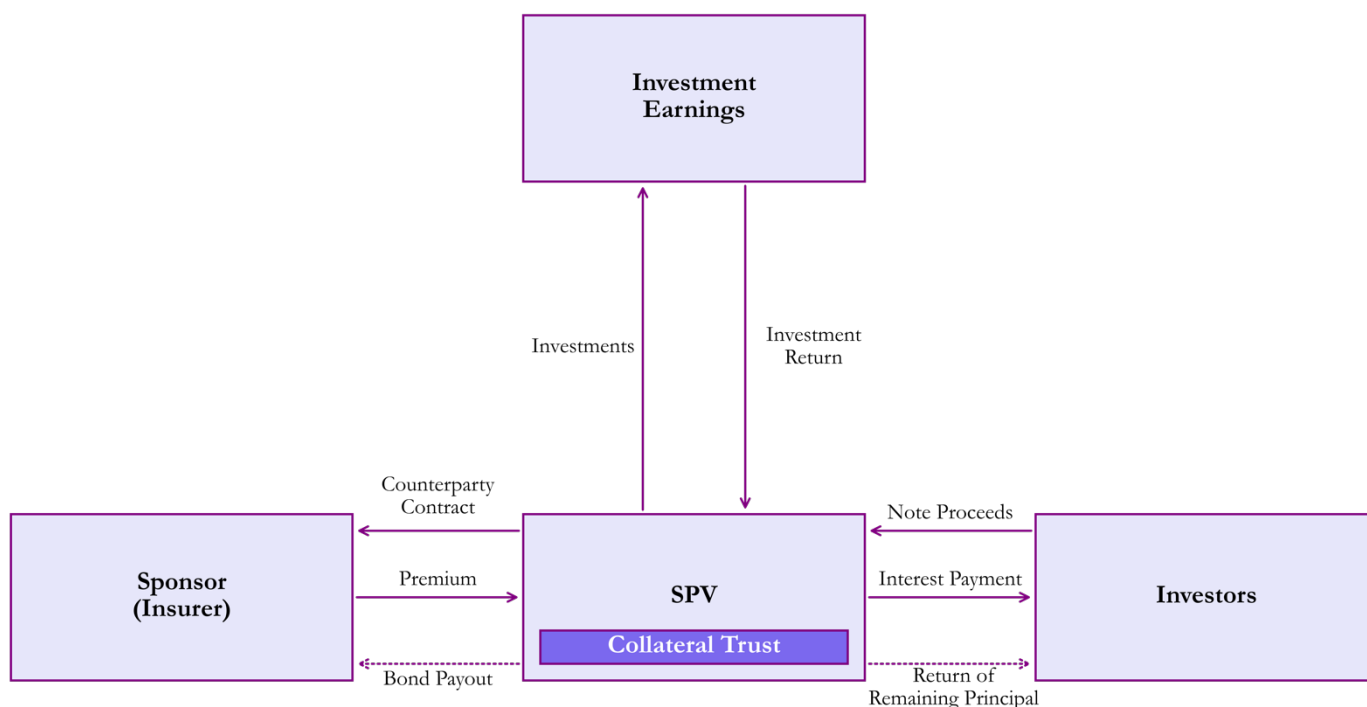 Investment
Earnings
Investments
Investment
Return
Counterparty
Contract
Note Proceeds
Sponsor
(Insurer)
Premium
SPV
Interest Payment
Investors
Collateral Trust
Bond Payout
Return of
Remaining Principal